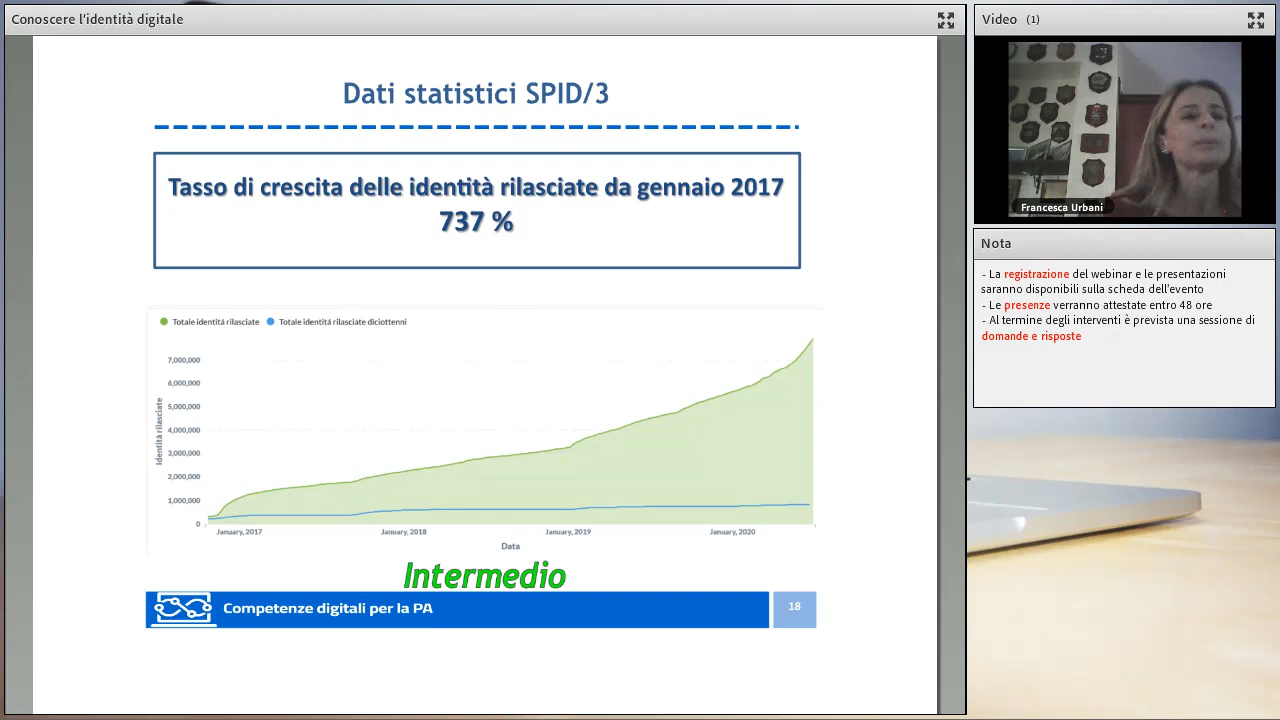 Conoscere l'identità digitale
Dati statistici SPID/3
Tasso di crescita delle identità rilasciate da gennaio 2017
737 %
Totale identitá rilasciate
Totale identitá rilasciate diciottenni
7,000,000
6,000,000
5,000,000
4,000,000
3,000,000
2,000,000
1,000,000
0
Identitá rilasciate
January, 2017
January, 2018
January, 2019
January, 2020
Data
Intermedio
Competenze digitali per la PA
18
Video (1)
Francesca Urbani
Nota
- La registrazione del webinar e le presentazioni
saranno disponibili sulla scheda dell'evento
- Le presenze verranno attestate entro 48 ore
- Al termine degli interventi è prevista una sessione di
domande e risposte